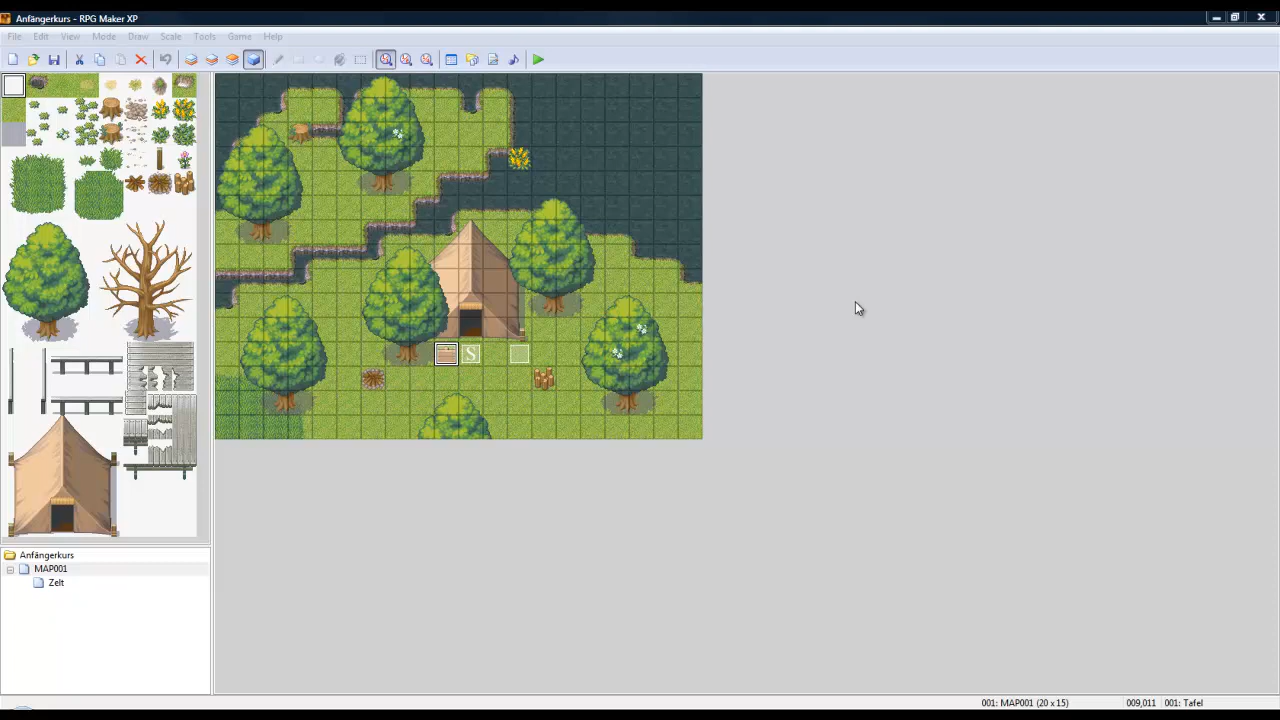 Anfängerkurs - RPG Maker XP
File Edit View Mode Draw Scale Tools Game Help
S
Anfängerkurs
MAP001
Zelt
001: MAP001 (20 x 15) 009,011 001: Tafel